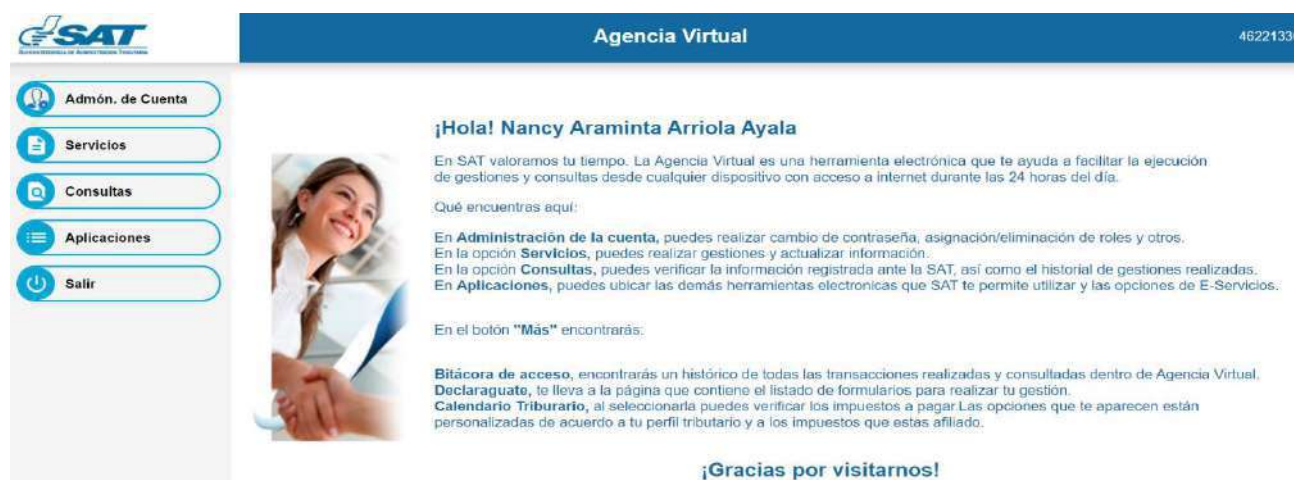 SAT
SUPERINTENDENCIA DE ADMINISTRACIÓN TRIBUTARIA
Agencia Virtual
4622133
Admón. de Cuenta
Servicios
Consultas
Aplicaciones
Salir
¡Hola! Nancy Araminta Arriola Ayala
En SAT valoramos tu tiempo. La Agencia Virtual es una herramienta electrónica que te ayuda a facilitar la ejecución
de gestiones y consultas desde cualquier dispositivo con acceso a internet durante las 24 horas del día.
Qué encuentras aquí:
En Administración de la cuenta, puedes realizar cambio de contraseña, asignación/eliminación de roles y otros.
En la opción Servicios, puedes realizar gestiones y actualizar información.
En la opción Consultas, puedes verificar la información registrada ante la SAT, así como el historial de gestiones realizadas.
En Aplicaciones, puedes ubicar las demás herramientas electronicas que SAT te permite utilizar y las opciones de E-Servicios.
En el botón "Más" encontrarás:
Bitácora de acceso, encontrarás un histórico de todas las transacciones realizadas y consultadas dentro de Agencia Virtual.
Declaraguate, te lleva a la página que contiene el listado de formularios para realizar tu gestión.
Calendario Triburario, al seleccionarla puedes verificar los impuestos a pagar.Las opciones que te aparecen están
personalizadas de acuerdo a tu perfil tributario y a los impuestos que estas afiliado.
¡Gracias por visitarnos!